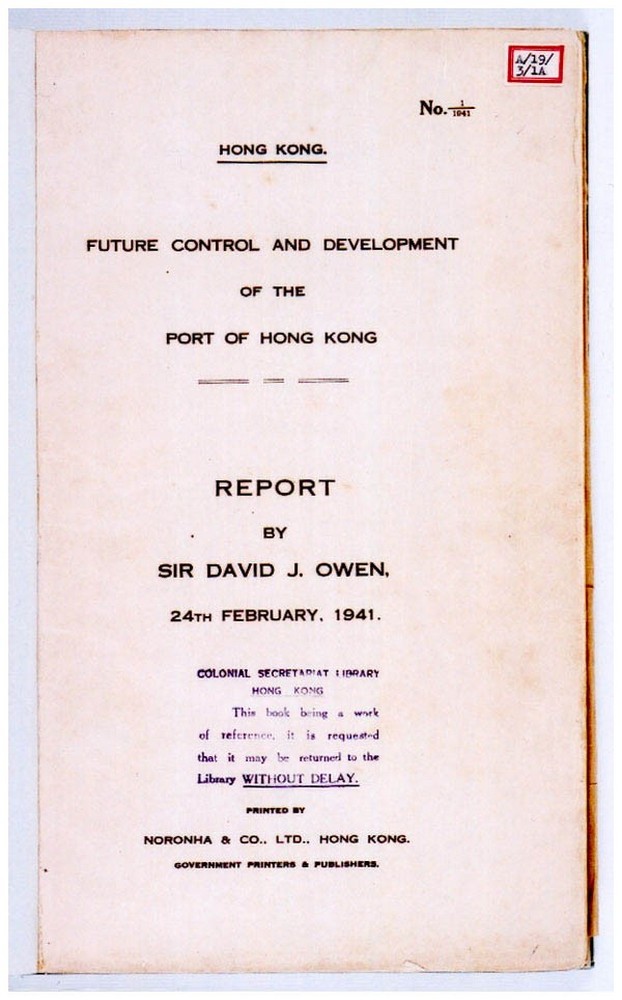 A/19/
3/1A
No. 1/1941
HONG KONG.
FUTURE CONTROL AND DEVELOPMENT
OF THE
PORT OF HONG KONG
REPORT
BY
SIR DAVID J. OWEN,
24TH FEBRUARY, 1941.
COLONIAL SECRETARIAT LIBRARY
HONG KONG
This book being a work
of reference, it is requested
that it may be returned to the
Library WITHOUT DELAY.
PRINTED BY
NORONHA & CO., LTD., HONG KONG.
GOVERNMENT PRINTERS & PUBLISHERS.